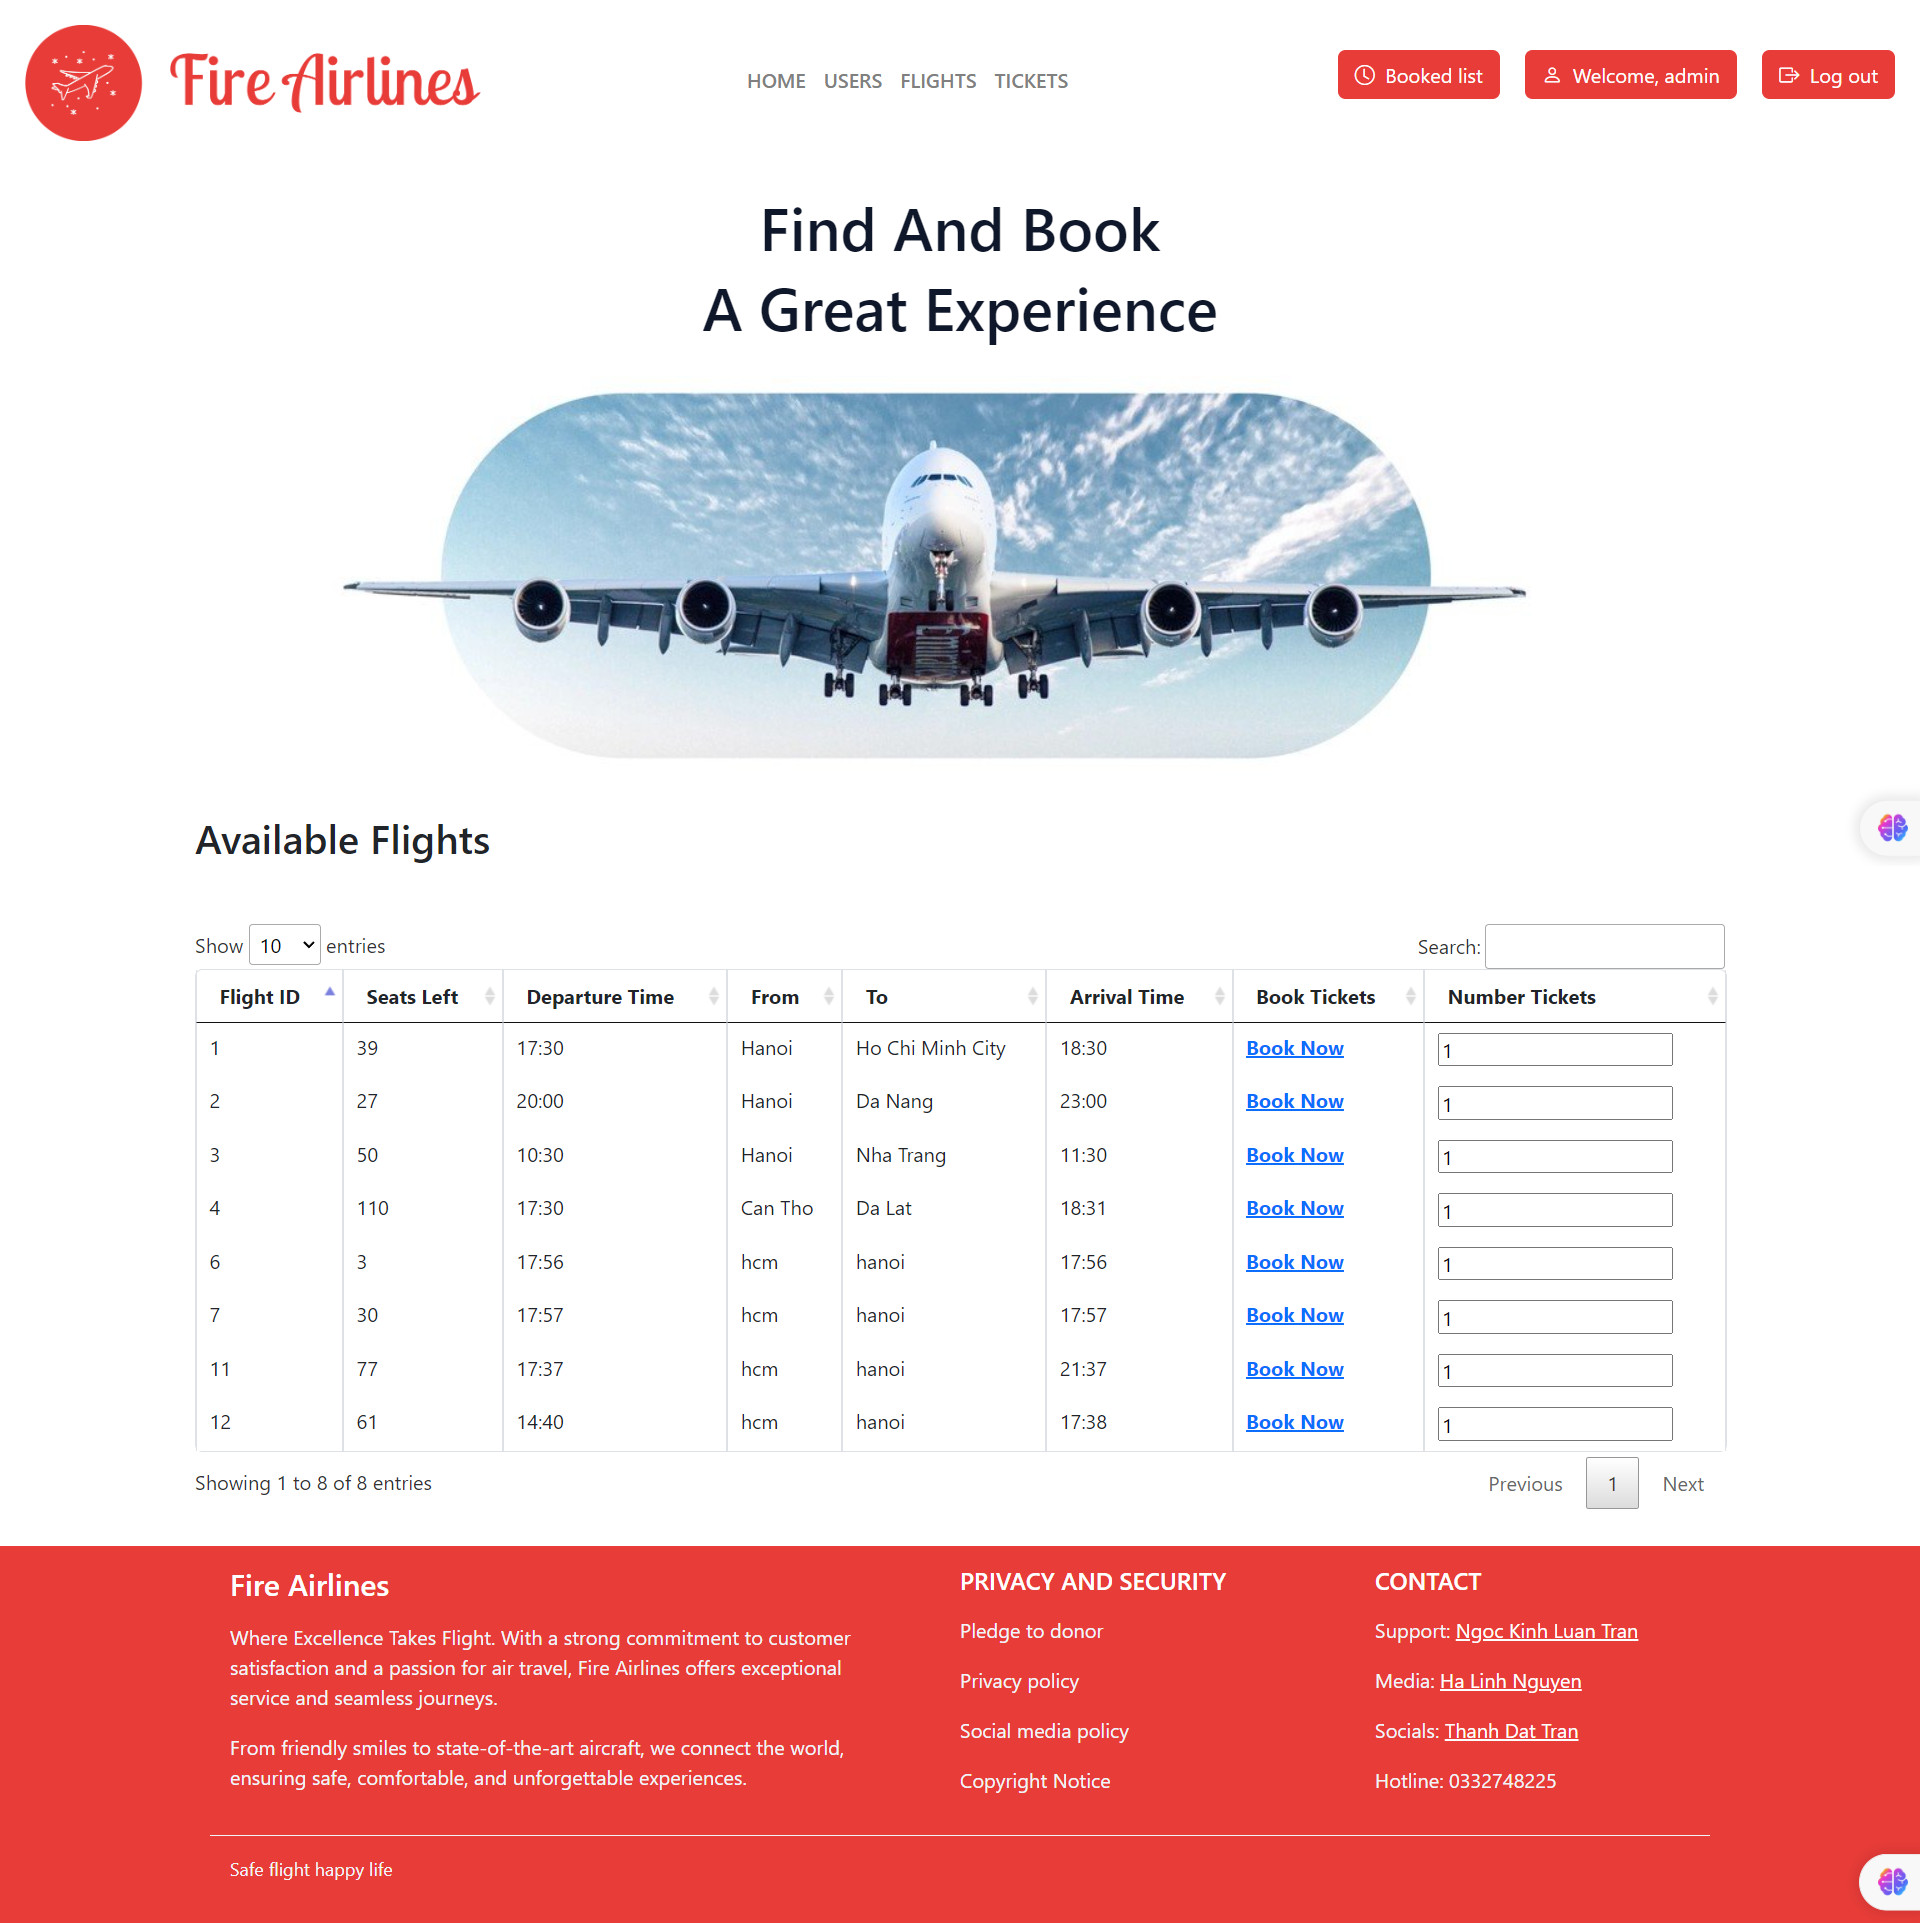 Fire Airlines
HOME USERS FLIGHTS TICKETS
Booked list
Welcome, admin
Log out
Find And Book
A Great Experience
Available Flights
Show 10 entries
Search:
Flight ID Seats Left Departure Time From To Arrival Time Book Tickets Number Tickets
1 39 17:30 Hanoi Ho Chi Minh City 18:30 Book Now 1
2 27 20:00 Hanoi Da Nang 23:00 Book Now 1
3 50 10:30 Hanoi Nha Trang 11:30 Book Now 1
4 110 17:30 Can Tho Da Lat 18:31 Book Now 1
6 3 17:56 hcm hanoi 17:56 Book Now 1
7 30 17:57 hcm hanoi 17:57 Book Now 1
11 77 17:37 hcm hanoi 21:37 Book Now 1
12 61 14:40 hcm hanoi 17:38 Book Now 1
Showing 1 to 8 of 8 entries
Previous 1 Next
Fire Airlines
Where Excellence Takes Flight. With a strong commitment to customer
satisfaction and a passion for air travel, Fire Airlines offers exceptional
service and seamless journeys.
From friendly smiles to state-of-the-art aircraft, we connect the world,
ensuring safe, comfortable, and unforgettable experiences.
PRIVACY AND SECURITY
Pledge to donor
Privacy policy
Social media policy
Copyright Notice
CONTACT
Support: Ngoc Kinh Luan Tran
Media: Ha Linh Nguyen
Socials: Thanh Dat Tran
Hotline: 0332748225
Safe flight happy life